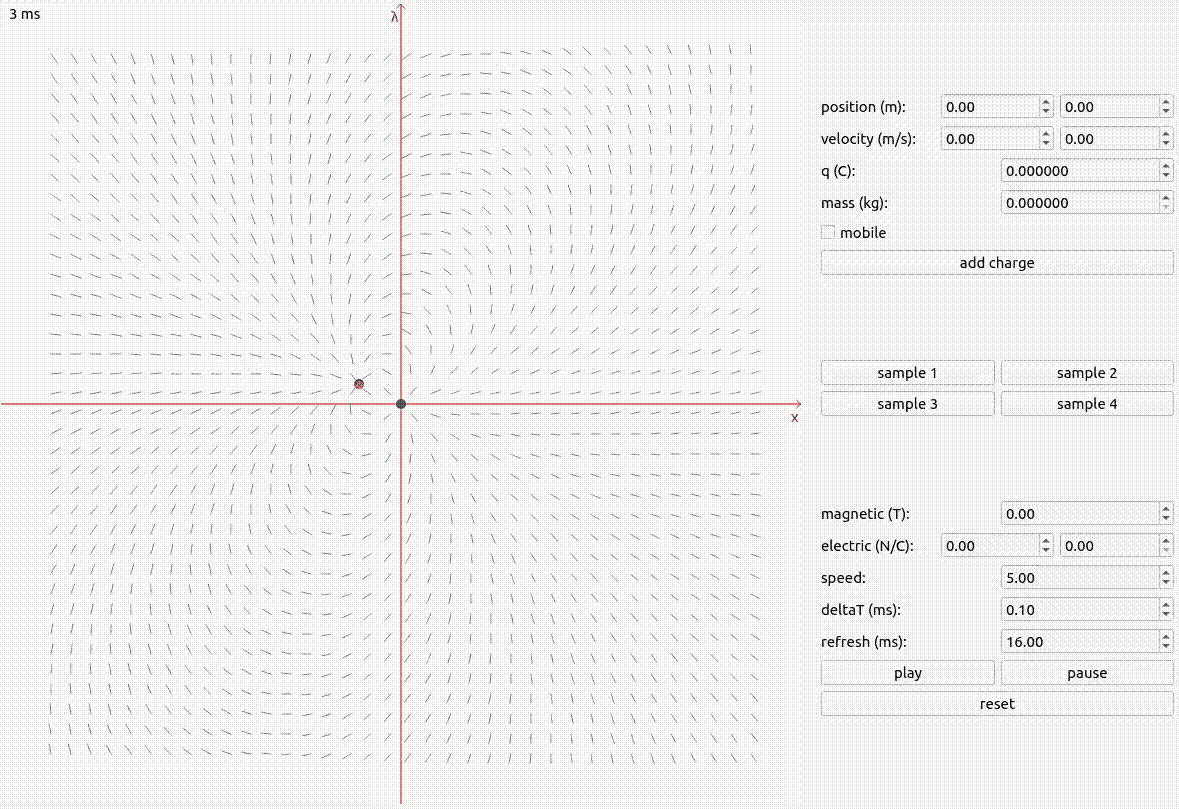 3 ms
λ
x
position (m): 0.00 0.00
velocity (m/s): 0.00 0.00
q (C): 0.000000
mass (kg): 0.000000
mobile
add charge
sample 1 sample 2
sample 3 sample 4
magnetic (T): 0.00
electric (N/C): 0.00 0.00
speed: 5.00
deltaT (ms): 0.10
refresh (ms): 16.00
play pause
reset